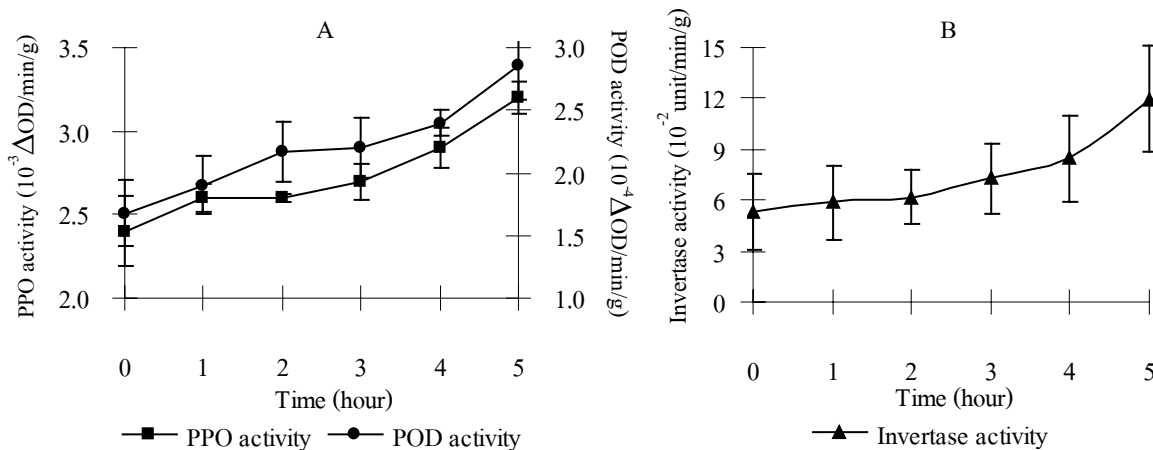 A
PPO activity (10⁻³ ΔOD/min/g)
3.5
3.0
2.5
2.0
3.0
2.5
2.0
1.5
1.0
POD activity (10⁻⁴ ΔOD/min/g)
0 1 2 3 4 5
Time (hour)
PPO activity POD activity
B
Invertase activity (10⁻² unit/min/g)
15
12
9
6
3
0
0 1 2 3 4 5
Time (hour)
Invertase activity